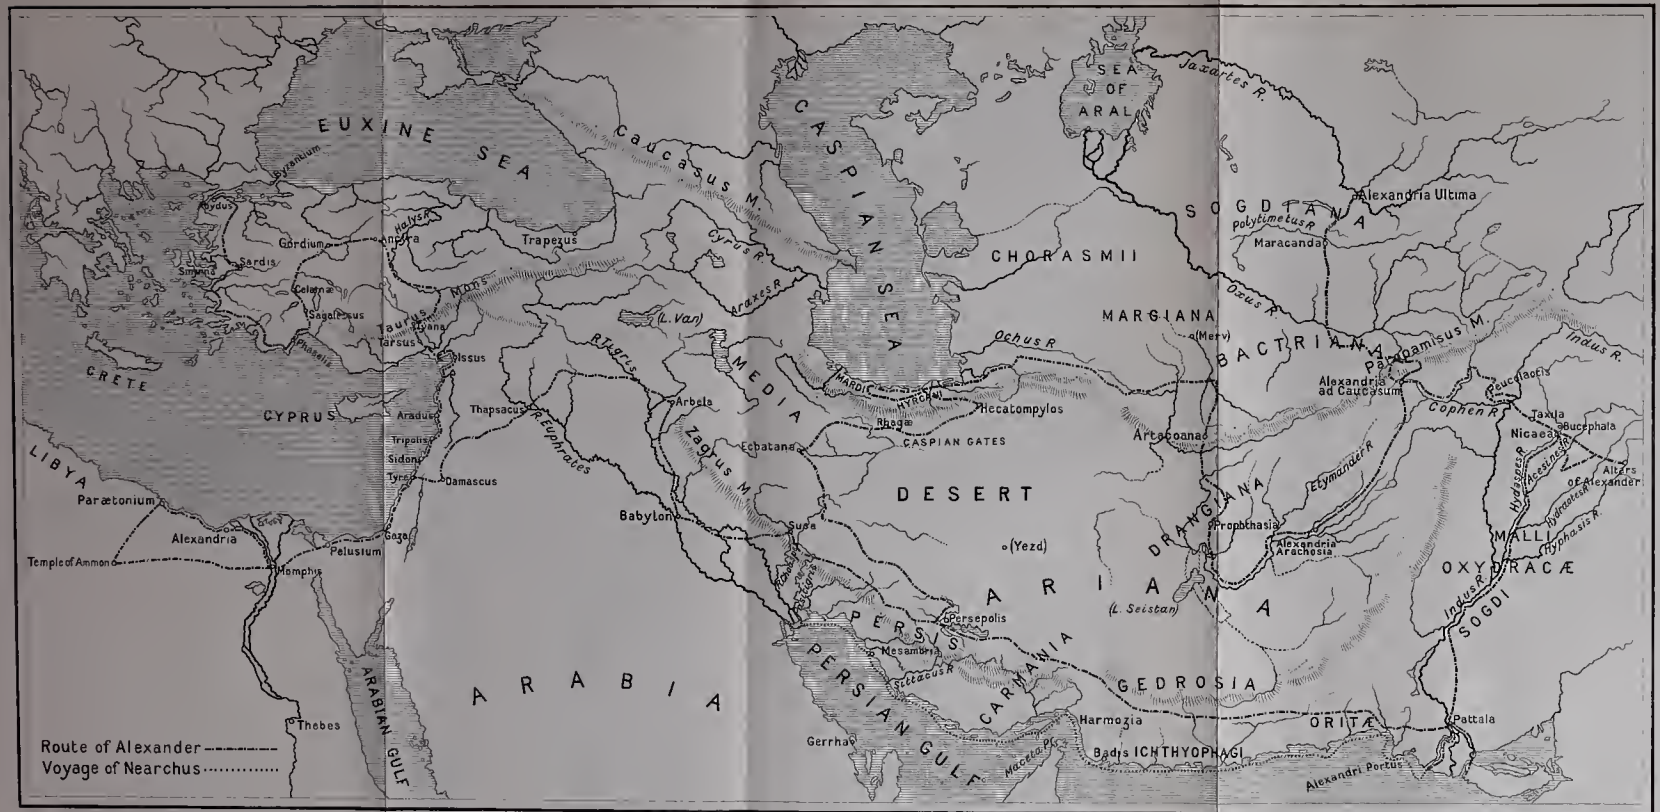 EUXINE SEA
Caucasus M.
CASPIAN SEA
SEA
OF
ARAL
Jaxartes R.
Byzantium
Abydus
Gordium
Ancyra
Halys R.
Trapezus
Cyrus R.
Araxes R.
CHORASMII
SOGDIANA
Alexandria Ultima
Polytimetus R.
Maracanda
Oxus R.
Smyrna
Sardis
Celænæ
Sagalassus
Phaselis
Taurus Mons
Tyana
Tarsus
Issus
(L. Van)
R. Tigris
MEDIA
MARDI
HYRCANI
Ochus R.
MARGIANA
(Merv)
BACTRIANA
Paropamisus M.
Indus R.
CRETE
CYPRUS
Aradus
Tripolis
Sidon
Tyre
Damascus
Thapsacus
R. Euphrates
Arbela
Zagrus M.
Ecbatana
Rhagæ
CASPIAN GATES
Hecatompylos
Artacoana
Alexandria
ad Caucasum
Cophen R.
Peucelaotis
Taxila
Nicaea
Bucephala
Alters
of Alexander
Hydaspes R.
Acesines R.
Hydraotes R.
Hyphasis R.
LIBYA
Parætonium
Alexandria
Temple of Ammon
Memphis
Pelusium
Gaza
Babylon
Susa
DESERT
(Yezd)
DRANGIANA
Prophthasia
Etymander R.
Alexandria
Arachosia
MALLI
OXYDRACÆ
Indus R.
SOGDI
ARIANA
(L. Seistan)
Pasitigris
PERSIS
Persepolis
Mesambria
Sittacus R.
CARMANIA
GEDROSIA
ARABIA
PERSIAN GULF
ARABIAN GULF
Thebes
Gerrha
Maceta Pr.
Harmozia
Badis
ICHTHYOPHAGI
ORITÆ
Pattala
Alexandri Portus
Route of Alexander
Voyage of Nearchus